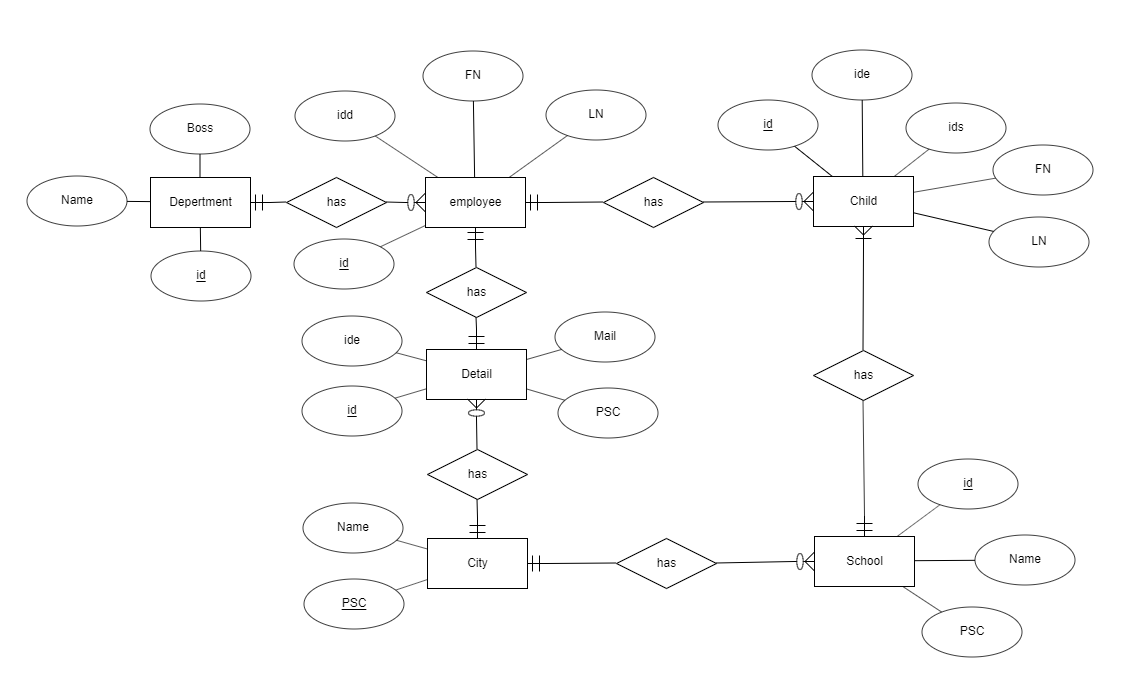 FN
ide
idd
LN
id
ids
Boss
FN
Name
Depertment
has
employee
has
Child
LN
id
id
has
ide
Mail
Detail
has
id
PSC
has
id
Name
City
has
School
Name
PSC
PSC